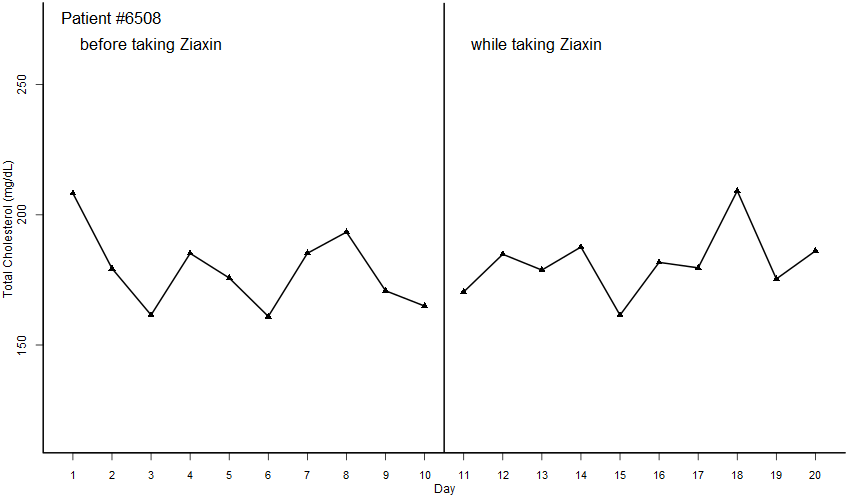 Patient #6508
before taking Ziaxin
while taking Ziaxin
Total Cholesterol (mg/dL)
250
200
150
1 2 3 4 5 6 7 8 9 10 11 12 13 14 15 16 17 18 19 20
Day